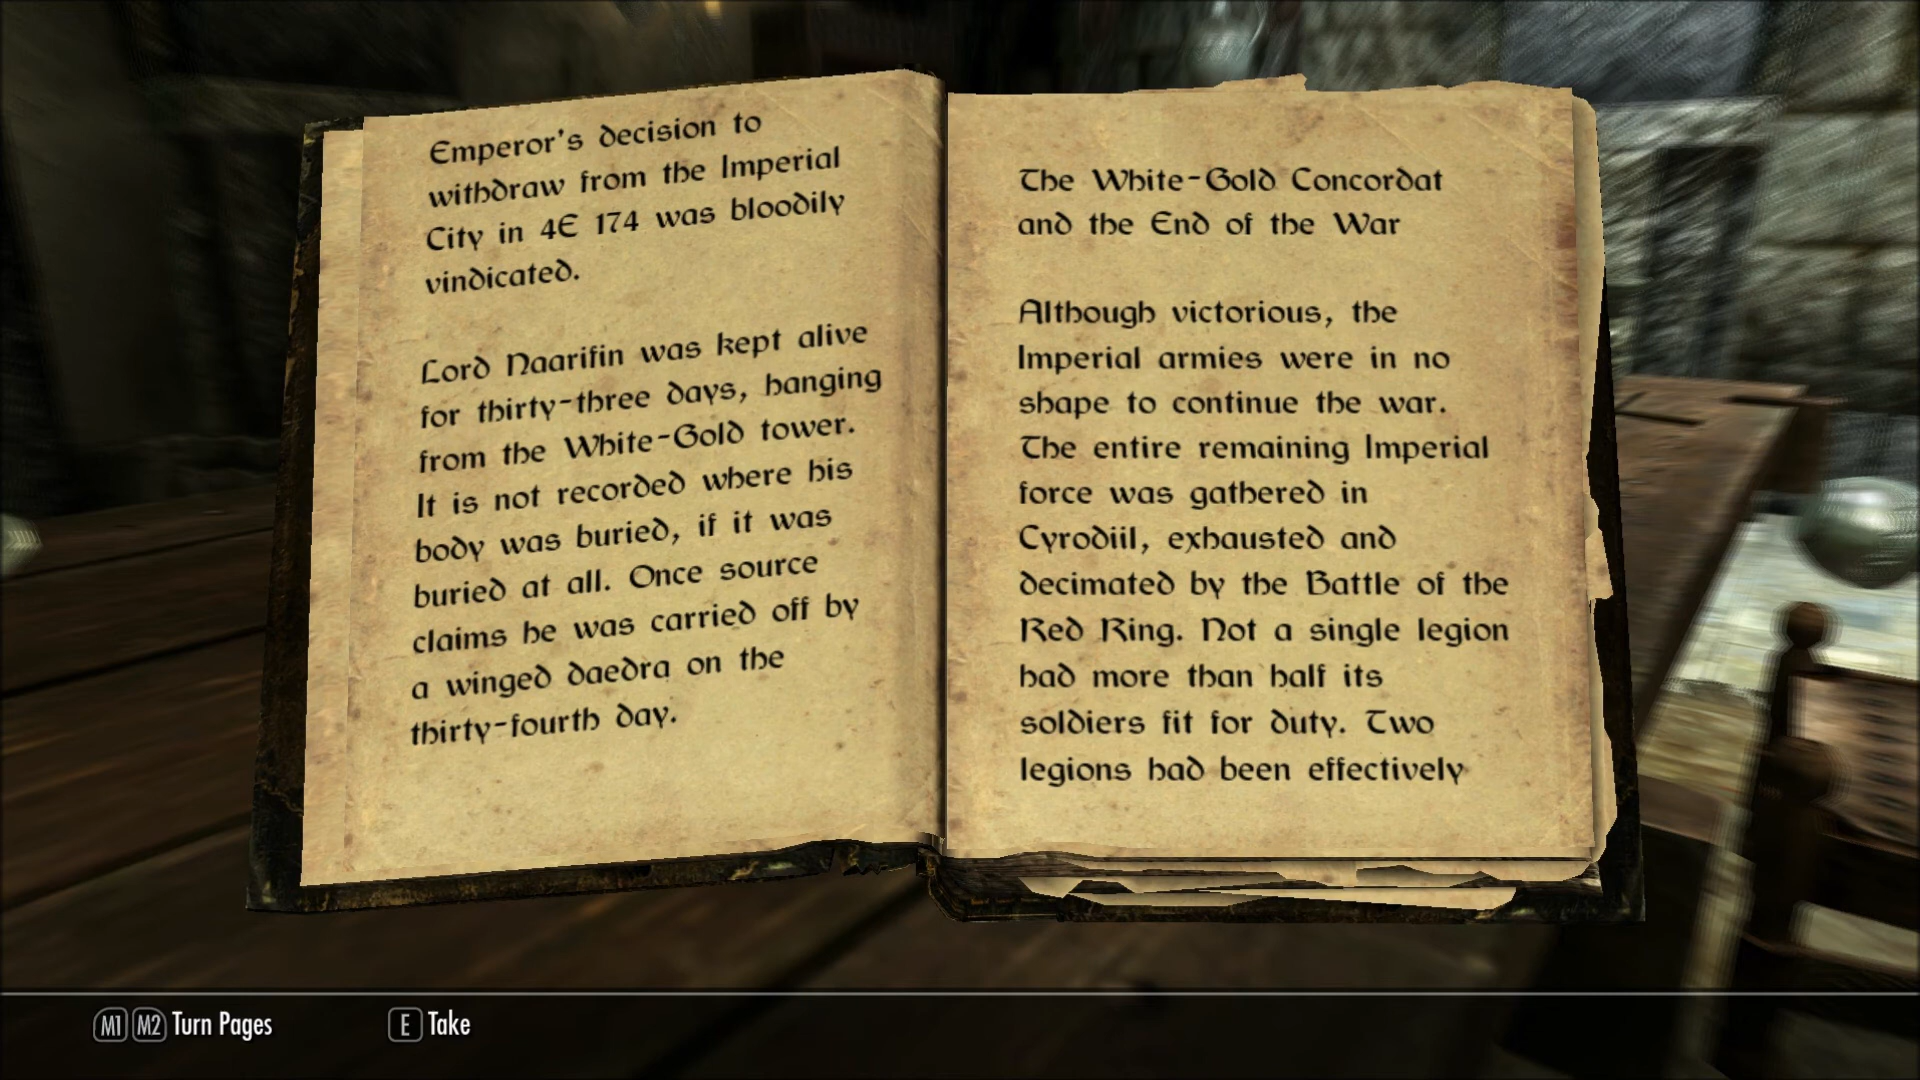 Emperor's decision to
withdraw from the Imperial
City in 4E 174 was bloodily
vindicated.
Lord Naarifin was kept alive
for thirty-three days, hanging
from the White-Gold tower.
It is not recorded where his
body was buried, if it was
buried at all. Once source
claims he was carried off by
a winged daedra on the
thirty-fourth day.
The White-Gold Concordat
and the End of the War
Although victorious, the
Imperial armies were in no
shape to continue the war.
The entire remaining Imperial
force was gathered in
Cyrodiil, exhausted and
decimated by the Battle of the
Red Ring. Not a single legion
had more than half its
soldiers fit for duty. Two
legions had been effectively
M1 M2 Turn Pages
E Take